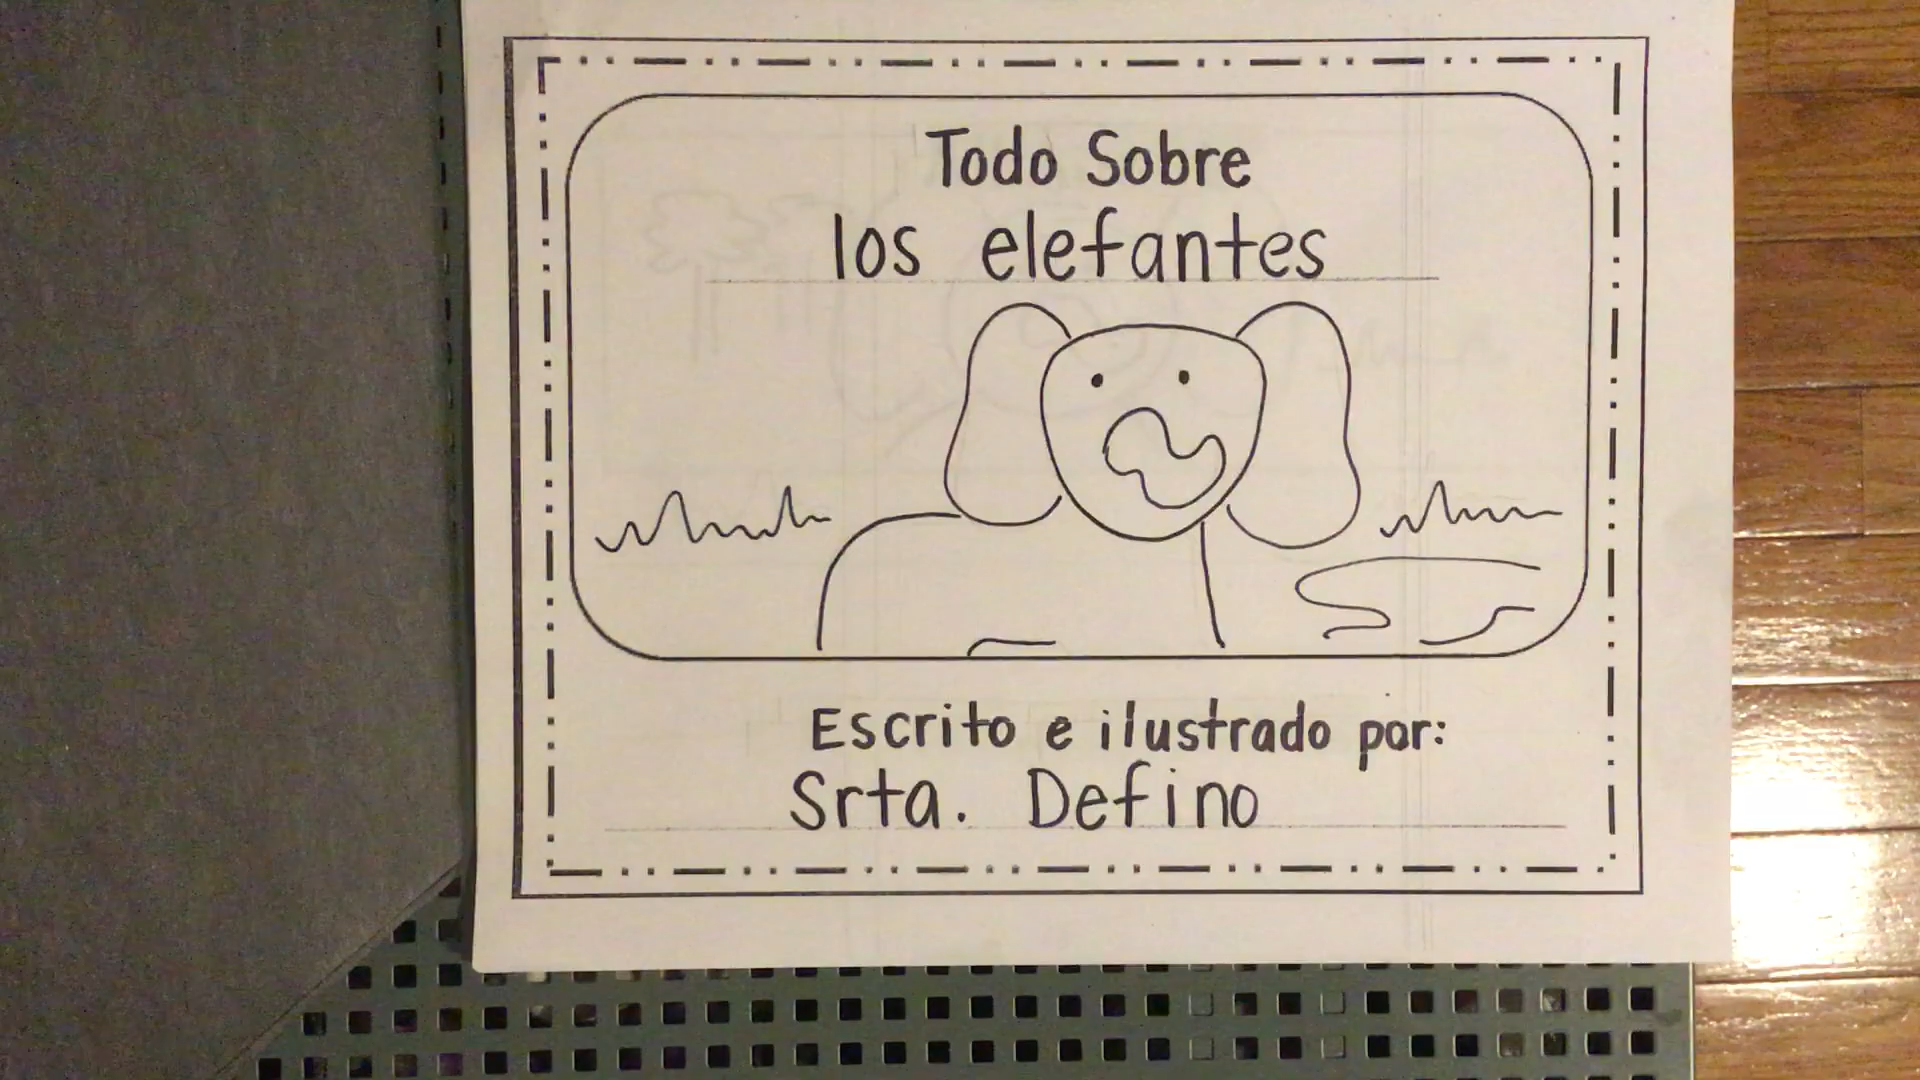 Todo Sobre
los elefantes
Escrito e ilustrado por:
Srta. Defino